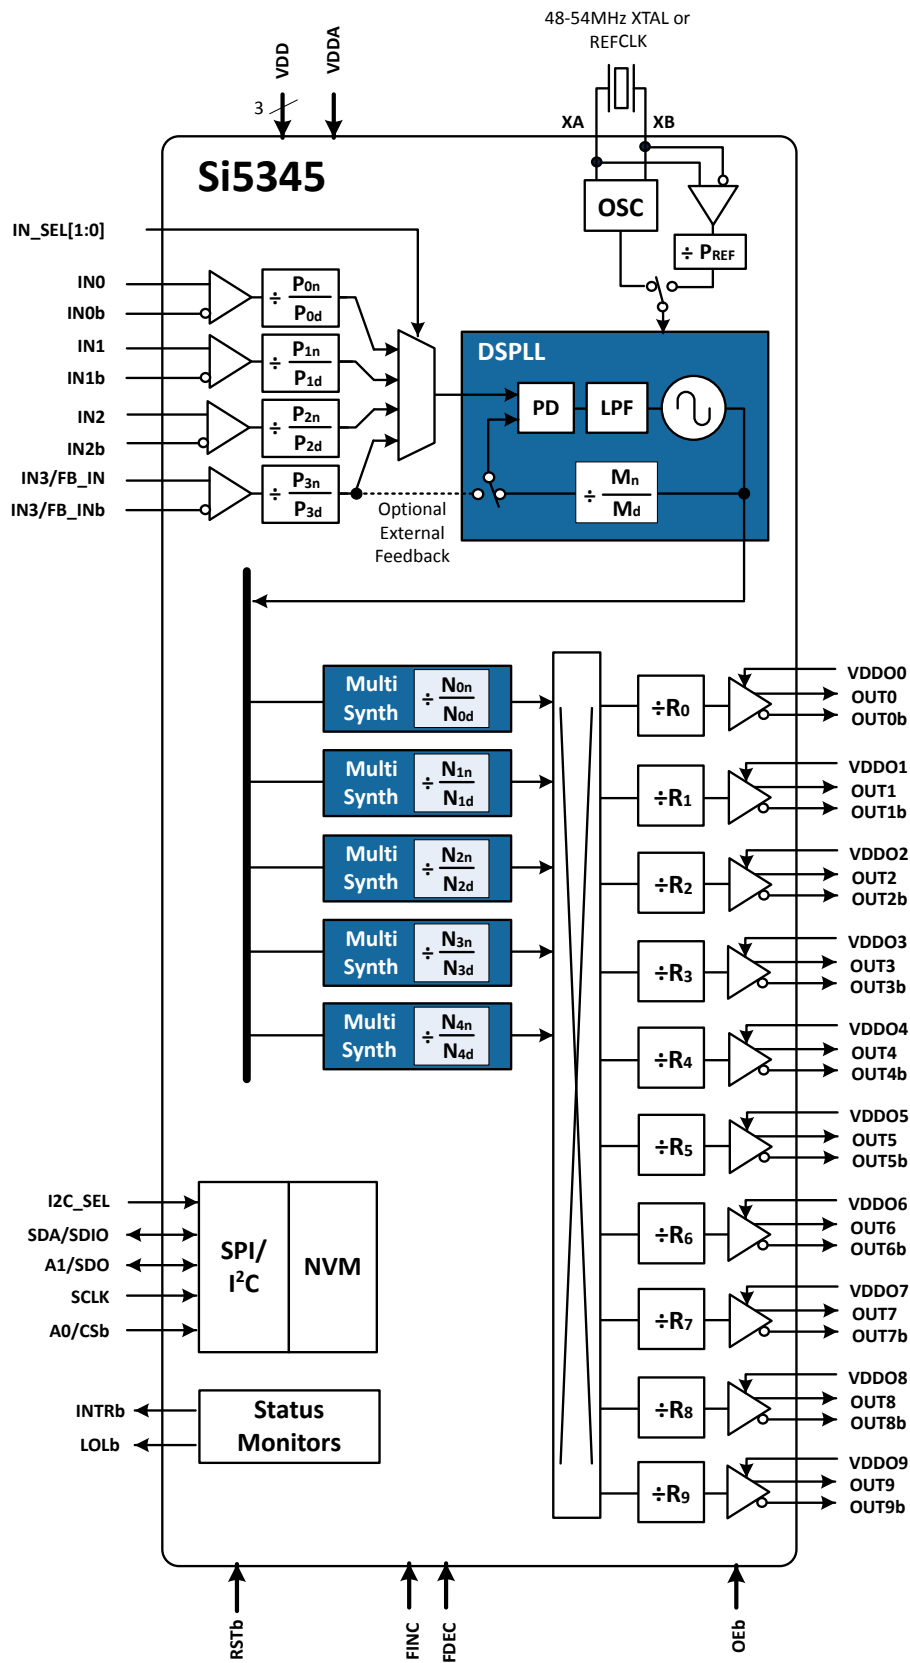 48-54MHz XTAL or
REFCLK
VDD
VDDA
3
XA
XB
Si5345
OSC
÷ PREF
IN_SEL[1:0]
IN0
IN0b
÷ P0n
P0d
IN1
IN1b
÷ P1n
P1d
IN2
IN2b
÷ P2n
P2d
IN3/FB_IN
IN3/FB_INb
÷ P3n
P3d
DSPLL
PD
LPF
÷ Mn
Md
Optional
External
Feedback
Multi
Synth
÷ N0n
N0d
Multi
Synth
÷ N1n
N1d
Multi
Synth
÷ N2n
N2d
Multi
Synth
÷ N3n
N3d
Multi
Synth
÷ N4n
N4d
÷R0
VDDO0
OUT0
OUT0b
÷R1
VDDO1
OUT1
OUT1b
÷R2
VDDO2
OUT2
OUT2b
÷R3
VDDO3
OUT3
OUT3b
÷R4
VDDO4
OUT4
OUT4b
÷R5
VDDO5
OUT5
OUT5b
÷R6
VDDO6
OUT6
OUT6b
÷R7
VDDO7
OUT7
OUT7b
÷R8
VDDO8
OUT8
OUT8b
÷R9
VDDO9
OUT9
OUT9b
I2C_SEL
SDA/SDIO
A1/SDO
SCLK
A0/CSb
SPI/
I²C
NVM
INTRb
LOLb
Status
Monitors
RSTb
FINC
FDEC
OEb